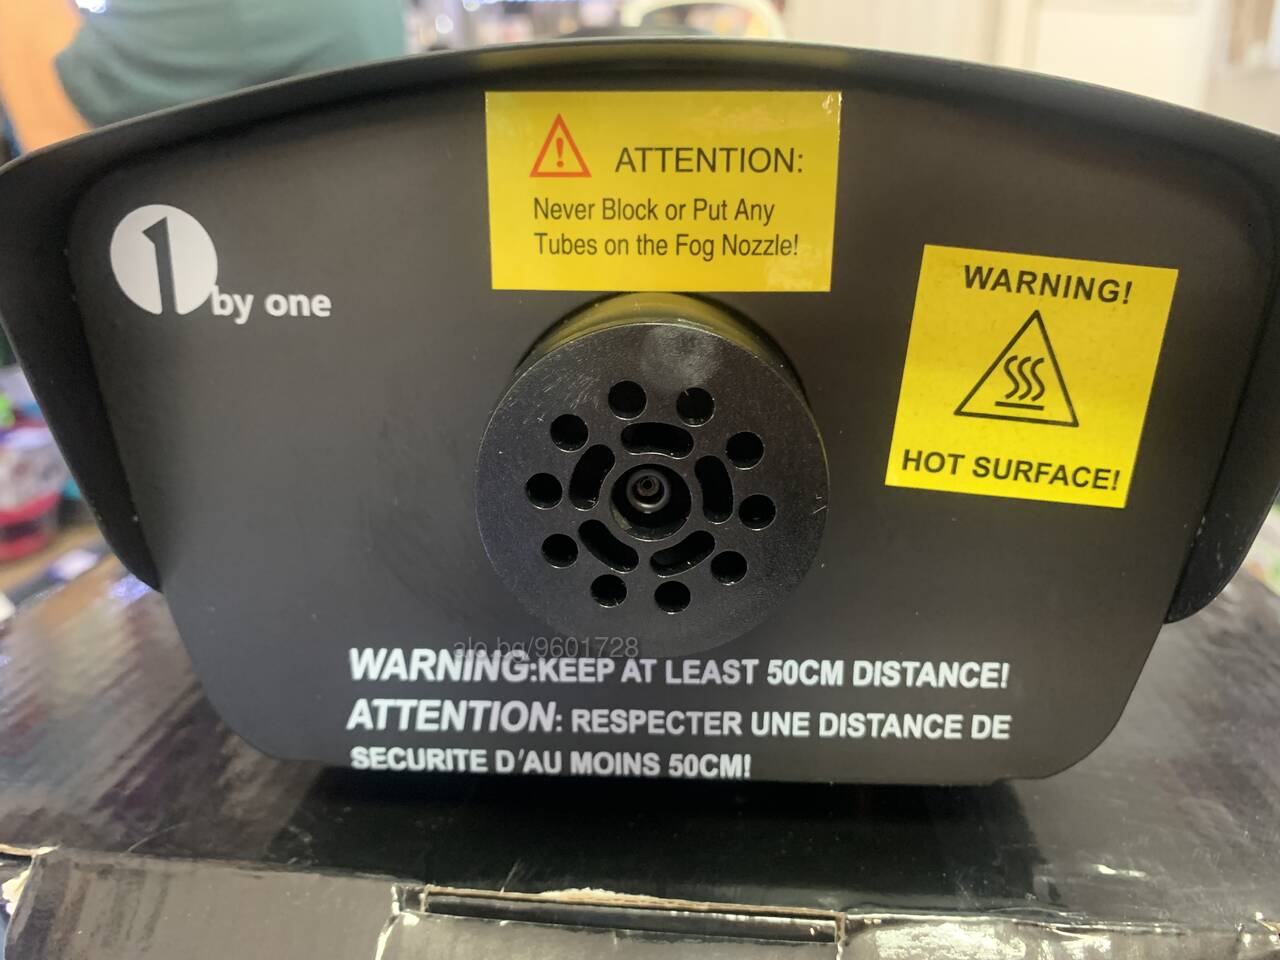 ATTENTION:
Never Block or Put Any
Tubes on the Fog Nozzle!
1 by one
WARNING!
HOT SURFACE!
alo.bg/9601728
WARNING:KEEP AT LEAST 50CM DISTANCE!
ATTENTION: RESPECTER UNE DISTANCE DE
SECURITE D'AU MOINS 50CM!